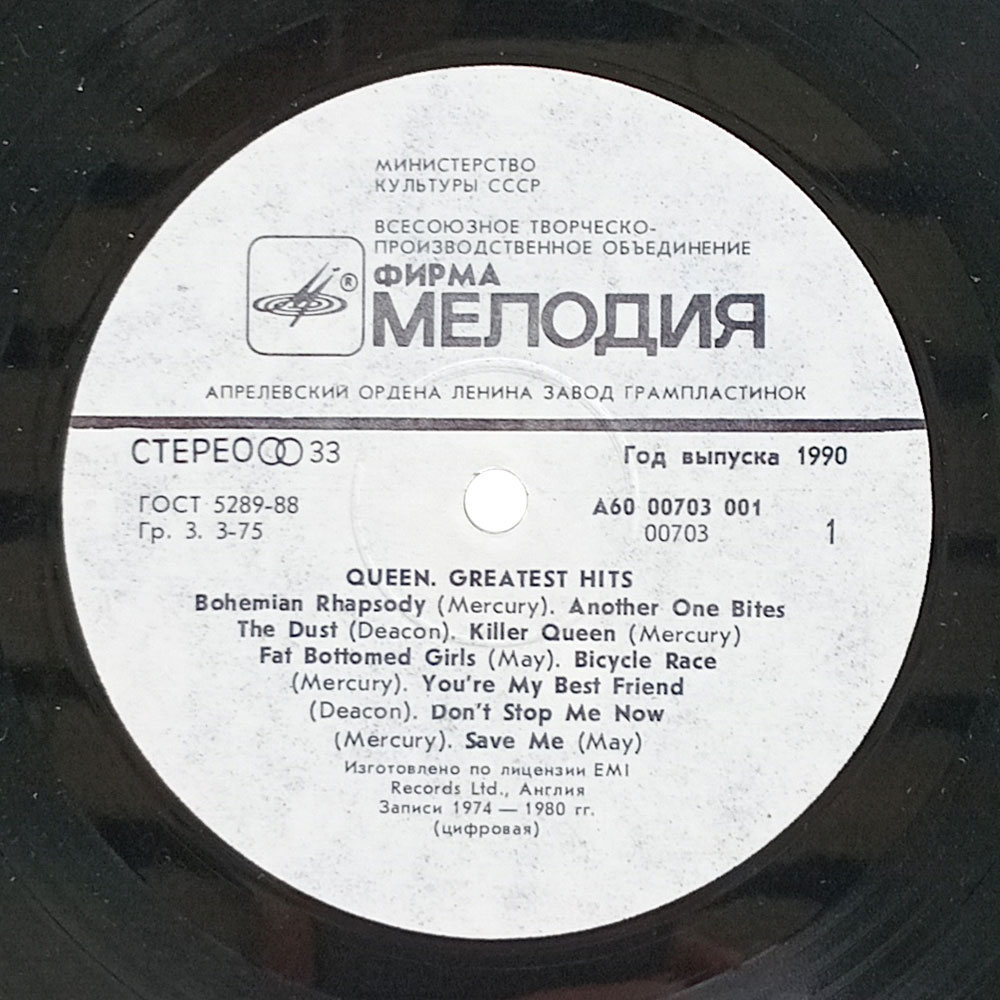 МИНИСТЕРСТВО
КУЛЬТУРЫ СССР
ВСЕСОЮЗНОЕ ТВОРЧЕСКО-
ПРОИЗВОДСТВЕННОЕ ОБЪЕДИНЕНИЕ
ФИРМА
® МЕЛОДИЯ
АПРЕЛЕВСКИЙ ОРДЕНА ЛЕНИНА ЗАВОД ГРАМПЛАСТИНОК
СТЕРЕО 33
Год выпуска 1990
ГОСТ 5289-88
Гр. 3. 3-75
А60 00703 001
00703
1
QUEEN. GREATEST HITS
Bohemian Rhapsody (Mercury). Another One Bites
The Dust (Deacon). Killer Queen (Mercury)
Fat Bottomed Girls (May). Bicycle Race
(Mercury). You're My Best Friend
(Deacon). Don't Stop Me Now
(Mercury). Save Me (May)
Изготовлено по лицензии EMI
Records Ltd., Англия
Записи 1974 — 1980 гг.
(цифровая)